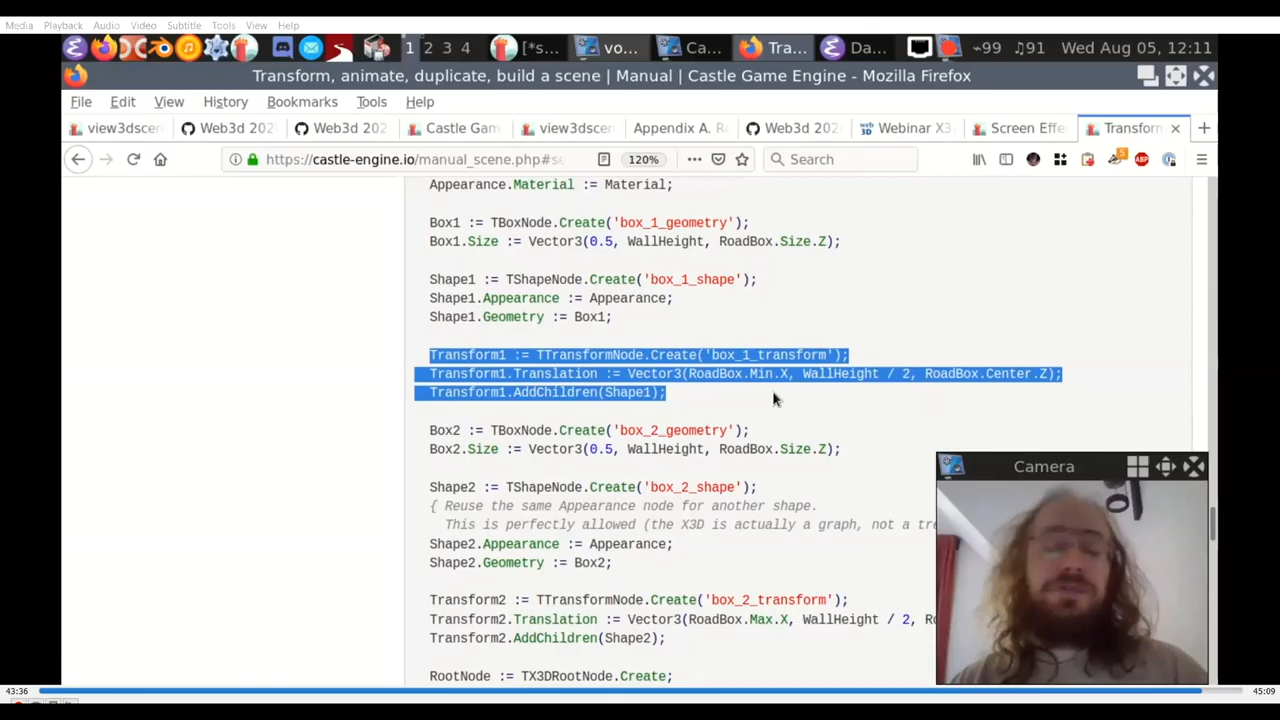 Media Playback Audio Video Subtitle Tools View Help
1 2 3 4 [*s... vo... Ca... Tra... Da... ~99 ♫91 Wed Aug 05, 12:11
Transform, animate, duplicate, build a scene | Manual | Castle Game Engine - Mozilla Firefox
File Edit View History Bookmarks Tools Help
view3dscen Web3d 202 Web3d 202 Castle Gam view3dscen Appendix A. R Web3d 202 Webinar X3 Screen Effe Transform
https://castle-engine.io/manual_scene.php#se 120% Search 5 ABP
Appearance.Material := Material;
Box1 := TBoxNode.Create('box_1_geometry');
Box1.Size := Vector3(0.5, WallHeight, RoadBox.Size.Z);
Shape1 := TShapeNode.Create('box_1_shape');
Shape1.Appearance := Appearance;
Shape1.Geometry := Box1;
Transform1 := TTransformNode.Create('box_1_transform');
Transform1.Translation := Vector3(RoadBox.Min.X, WallHeight / 2, RoadBox.Center.Z);
Transform1.AddChildren(Shape1);
Box2 := TBoxNode.Create('box_2_geometry');
Box2.Size := Vector3(0.5, WallHeight, RoadBox.Size.Z);
Camera
Shape2 := TShapeNode.Create('box_2_shape');
{ Reuse the same Appearance node for another shape.
This is perfectly allowed (the X3D is actually a graph, not a tre
Shape2.Appearance := Appearance;
Shape2.Geometry := Box2;
Transform2 := TTransformNode.Create('box_2_transform');
Transform2.Translation := Vector3(RoadBox.Max.X, WallHeight / 2, Ro
Transform2.AddChildren(Shape2);
RootNode := TX3DRootNode.Create;
43:36 45:09